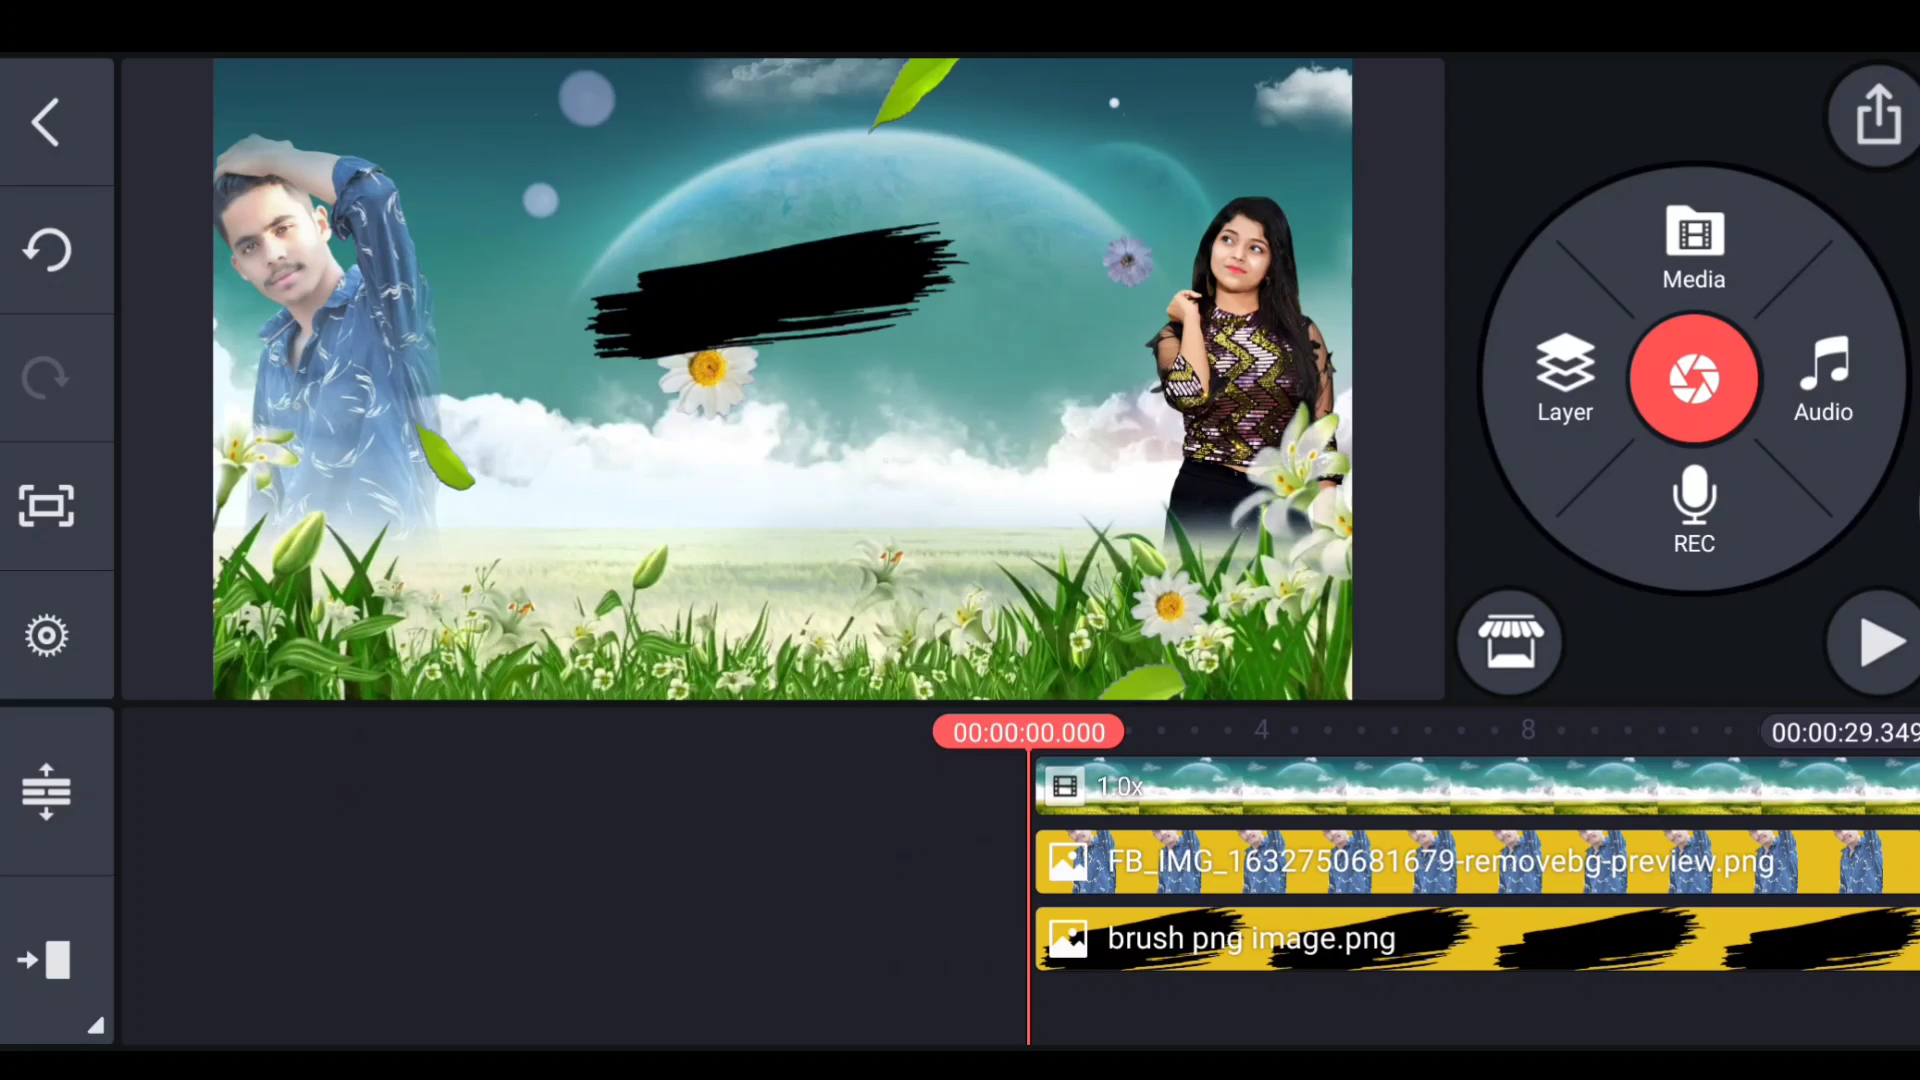 Media
Layer
Audio
REC
00:00:00.000
4
8
00:00:29.349
1.0x
FB_IMG_1632750681679-removebg-preview.png
brush png image.png